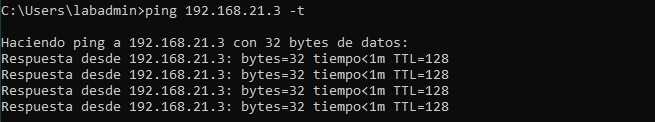 C:\Users\labadmin>ping 192.168.21.3 -t
Haciendo ping a 192.168.21.3 con 32 bytes de datos:
Respuesta desde 192.168.21.3: bytes=32 tiempo<1m TTL=128
Respuesta desde 192.168.21.3: bytes=32 tiempo<1m TTL=128
Respuesta desde 192.168.21.3: bytes=32 tiempo<1m TTL=128
Respuesta desde 192.168.21.3: bytes=32 tiempo<1m TTL=128